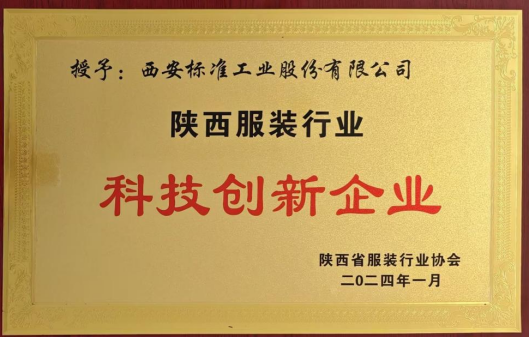 授予：西安标准工业股份有限公司
陕西服装行业
科技创新企业
陕西省服装行业协会
二0二四年一月